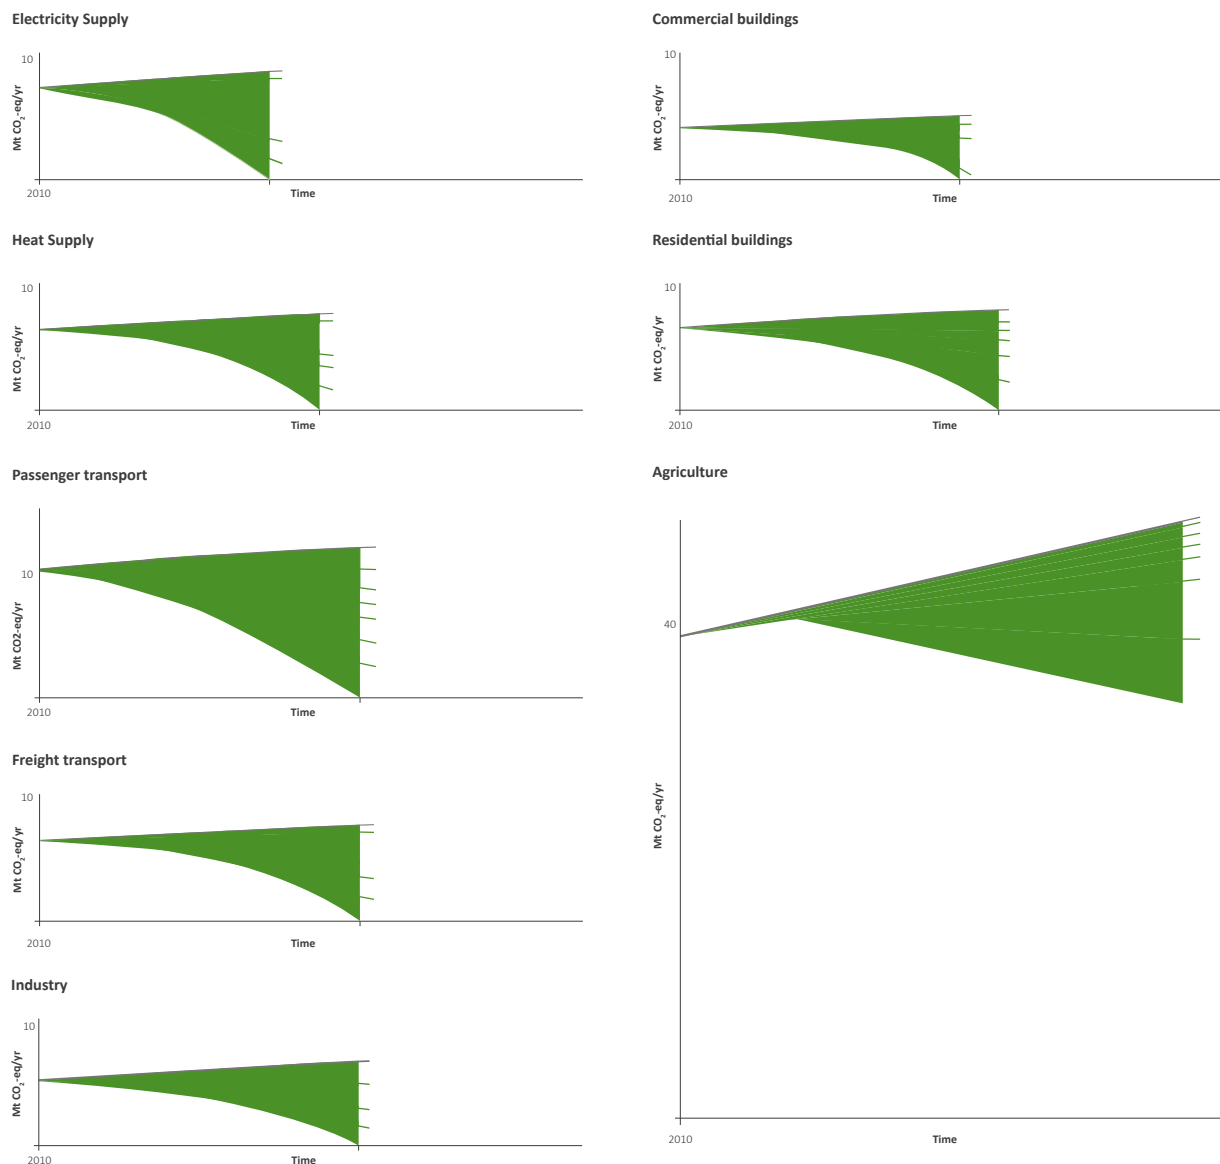 Electricity Supply
10
Mt CO₂-eq/yr
2010
Time
Heat Supply
10
Mt CO₂-eq/yr
2010
Time
Passenger transport
10
Mt CO2-eq/yr
2010
Time
Freight transport
10
Mt CO₂-eq/yr
2010
Time
Industry
10
Mt CO₂-eq/yr
2010
Time
Commercial buildings
10
Mt CO₂-eq/yr
2010
Time
Residential buildings
10
Mt CO₂-eq/yr
2010
Time
Agriculture
40
Mt CO₂-eq/yr
2010
Time